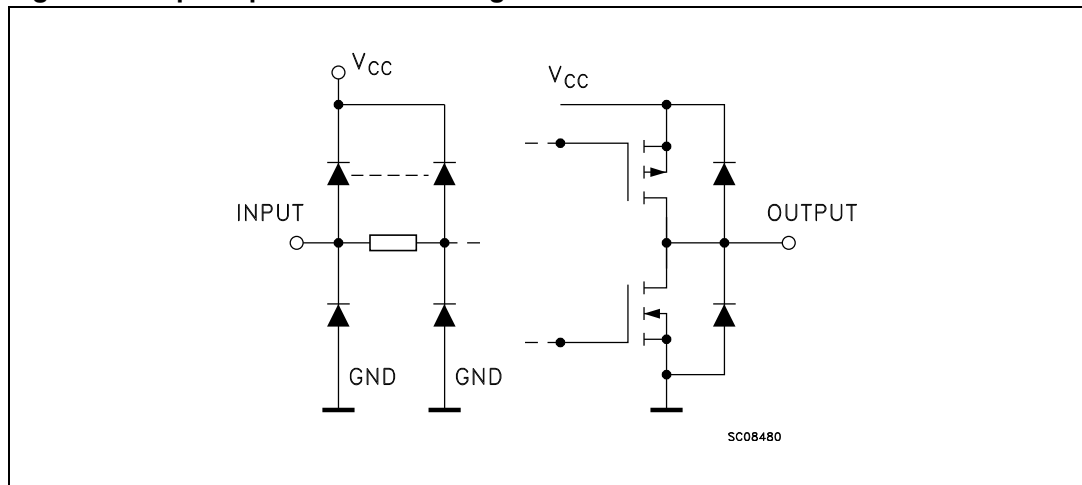 VCC
VCC
INPUT
OUTPUT
GND
GND
SC08480